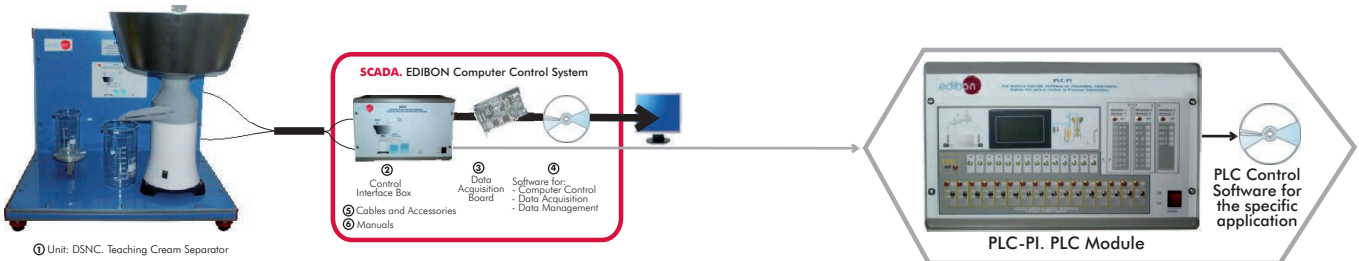 SCADA. EDIBON Computer Control System
② Control
Interface Box
③ Data
Acquisition
Board
④ Software for:
- Computer Control
- Data Acquisition
- Data Management
⑤ Cables and Accessories
⑥ Manuals
① Unit: DSNC. Teaching Cream Separator
edibon
PLC-PI
PLC-PI. PLC Module
PLC Control
Software for
the specific
application